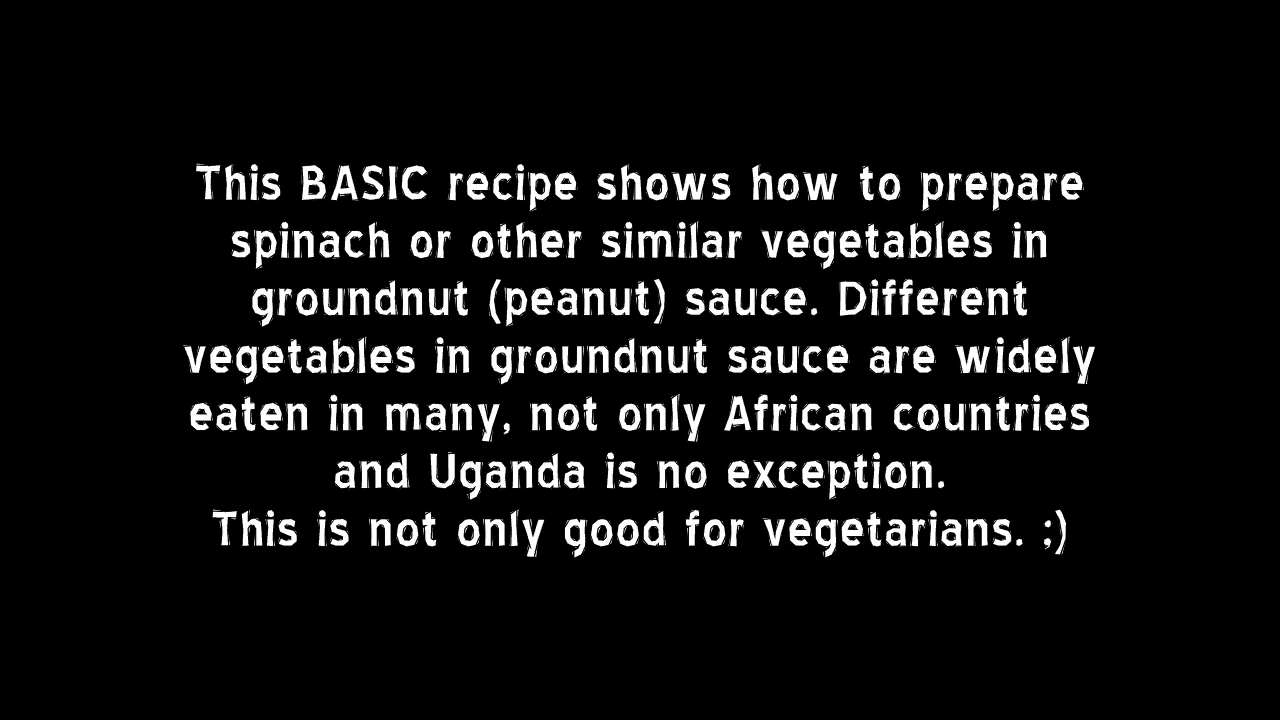 This BASIC recipe shows how to prepare
spinach or other similar vegetables in
groundnut (peanut) sauce. Different
vegetables in groundnut sauce are widely
eaten in many, not only African countries
and Uganda is no exception.
This is not only good for vegetarians. ;)